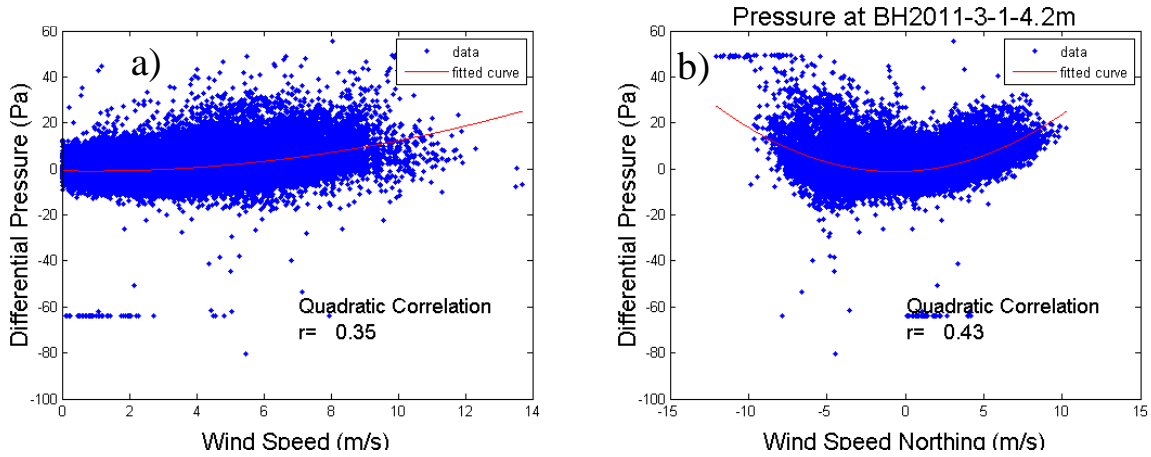 Pressure at BH2011-3-1-4.2m
a)
data
fitted curve
60
40
20
0
-20
-40
-60
-80
-100
Differential Pressure (Pa)
Quadratic Correlation
r= 0.35
0
2
4
6
8
10
12
14
Wind Speed (m/s)
b)
data
fitted curve
60
40
20
0
-20
-40
-60
-80
-100
Differential Pressure (Pa)
Quadratic Correlation
r= 0.43
-15
-10
-5
0
5
10
15
Wind Speed Northing (m/s)